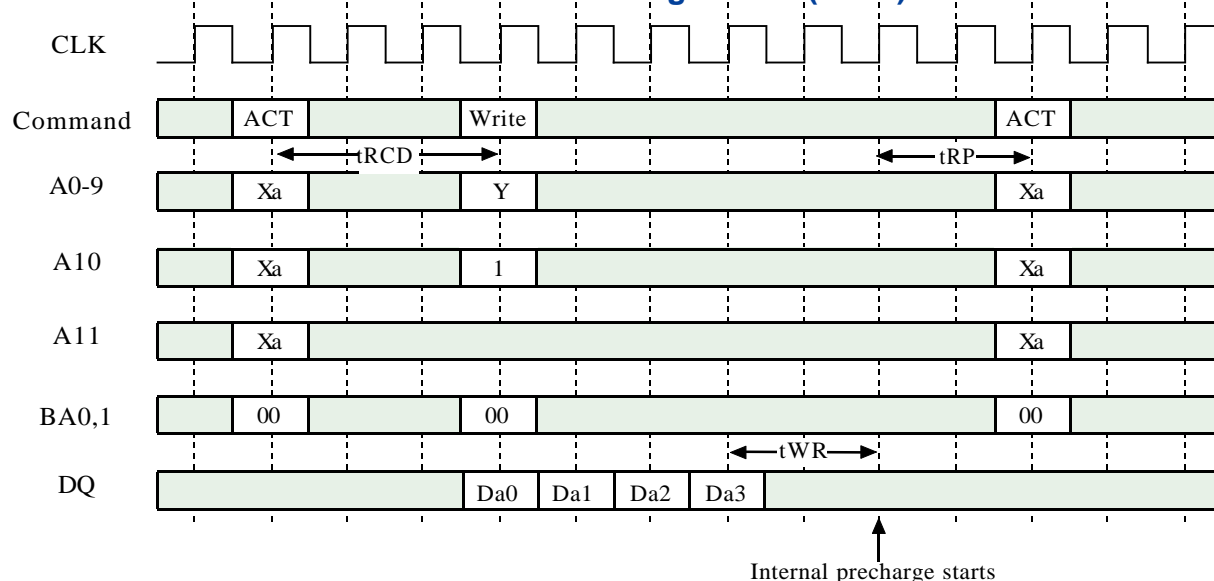 CLK
Command ACT Write ACT
tRCD tRP
A0-9 Xa Y Xa
A10 Xa 1 Xa
A11 Xa Xa
BA0,1 00 00 00
tWR
DQ Da0 Da1 Da2 Da3
Internal precharge starts